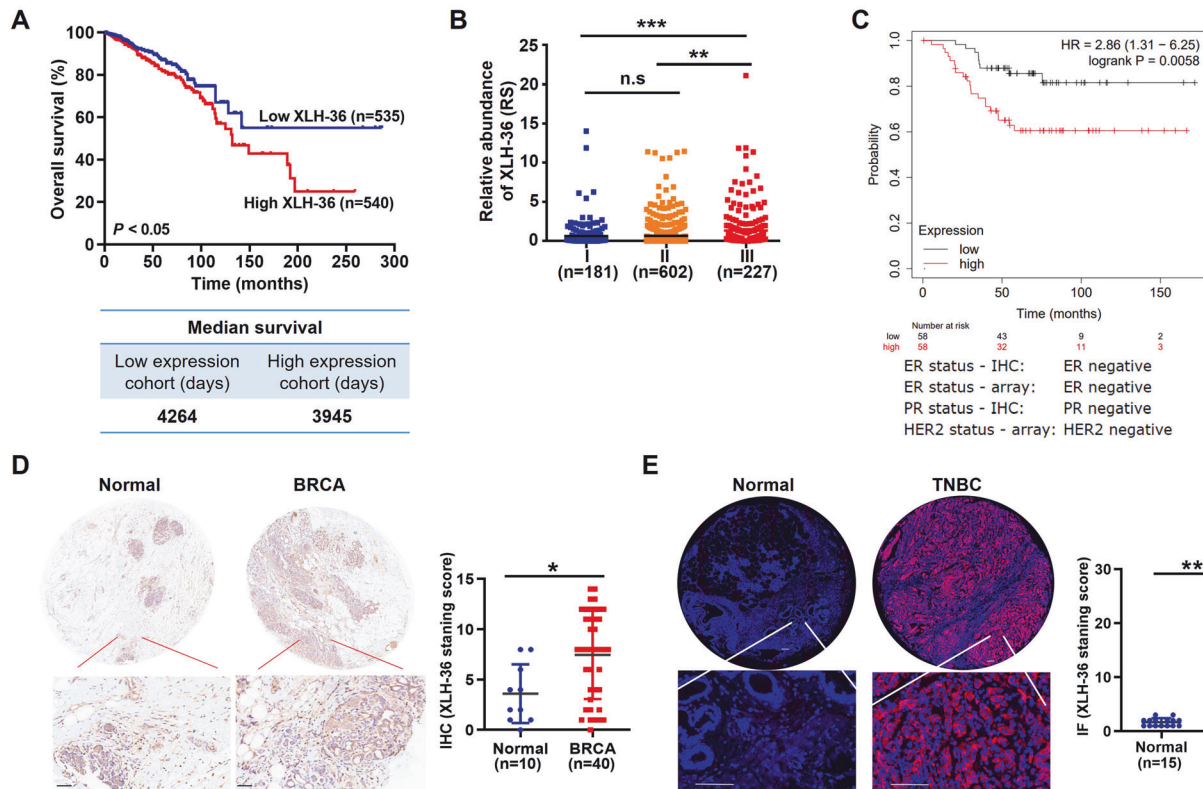 A
Overall survival (%)
100
80
60
40
20
0
Low XLH-36 (n=535)
High XLH-36 (n=540)
P < 0.05
0
50
100
150
200
250
300
Time (months)
Median survival
Low expression cohort (days)
High expression cohort (days)
4264
3945
B
Relative abundance
of XLH-36 (RS)
25
20
15
10
5
0
***
**
n.s
I
(n=181)
II
(n=602)
III
(n=227)
C
HR = 2.86 (1.31 − 6.25)
logrank P = 0.0058
Probability
1.0
0.8
0.6
0.4
0.2
0.0
Expression
low
high
0
50
100
150
Time (months)
Number at risk
low 58 43 9 2
high 58 32 11 3
ER status - IHC: ER negative
ER status - array: ER negative
PR status - IHC: PR negative
HER2 status - array: HER2 negative
D
Normal
BRCA
IHC (XLH-36 staning score)
15
10
5
0
*
Normal
(n=10)
BRCA
(n=40)
E
Normal
TNBC
IF (XLH-36 staning score)
30
20
10
0
**
Normal
(n=15)